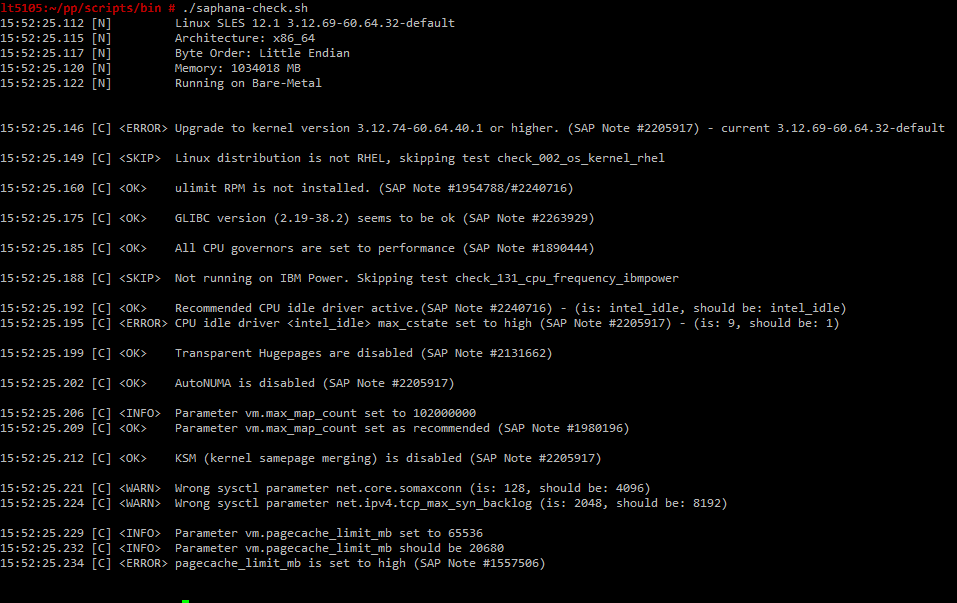 lt5105:~/pp/scripts/bin # ./saphana-check.sh
15:52:25.112 [N]         Linux SLES 12.1 3.12.69-60.64.32-default
15:52:25.115 [N]         Architecture: x86_64
15:52:25.117 [N]         Byte Order: Little Endian
15:52:25.120 [N]         Memory: 1034018 MB
15:52:25.122 [N]         Running on Bare-Metal
15:52:25.146 [C] <ERROR> Upgrade to kernel version 3.12.74-60.64.40.1 or higher. (SAP Note #2205917) - current 3.12.69-60.64.32-default
15:52:25.149 [C] <SKIP>  Linux distribution is not RHEL, skipping test check_002_os_kernel_rhel
15:52:25.160 [C] <OK>    ulimit RPM is not installed. (SAP Note #1954788/#2240716)
15:52:25.175 [C] <OK>    GLIBC version (2.19-38.2) seems to be ok (SAP Note #2263929)
15:52:25.185 [C] <OK>    All CPU governors are set to performance (SAP Note #1890444)
15:52:25.188 [C] <SKIP>  Not running on IBM Power. Skipping test check_131_cpu_frequency_ibmpower
15:52:25.192 [C] <OK>    Recommended CPU idle driver active.(SAP Note #2240716) - (is: intel_idle, should be: intel_idle)
15:52:25.195 [C] <ERROR> CPU idle driver <intel_idle> max_cstate set to high (SAP Note #2205917) - (is: 9, should be: 1)
15:52:25.199 [C] <OK>    Transparent Hugepages are disabled (SAP Note #2131662)
15:52:25.202 [C] <OK>    AutoNUMA is disabled (SAP Note #2205917)
15:52:25.206 [C] <INFO>  Parameter vm.max_map_count set to 102000000
15:52:25.209 [C] <OK>    Parameter vm.max_map_count set as recommended (SAP Note #1980196)
15:52:25.212 [C] <OK>    KSM (kernel samepage merging) is disabled (SAP Note #2205917)
15:52:25.221 [C] <WARN>  Wrong sysctl parameter net.core.somaxconn (is: 128, should be: 4096)
15:52:25.224 [C] <WARN>  Wrong sysctl parameter net.ipv4.tcp_max_syn_backlog (is: 2048, should be: 8192)
15:52:25.229 [C] <INFO>  Parameter vm.pagecache_limit_mb set to 65536
15:52:25.232 [C] <INFO>  Parameter vm.pagecache_limit_mb should be 20680
15:52:25.234 [C] <ERROR> pagecache_limit_mb is set to high (SAP Note #1557506)